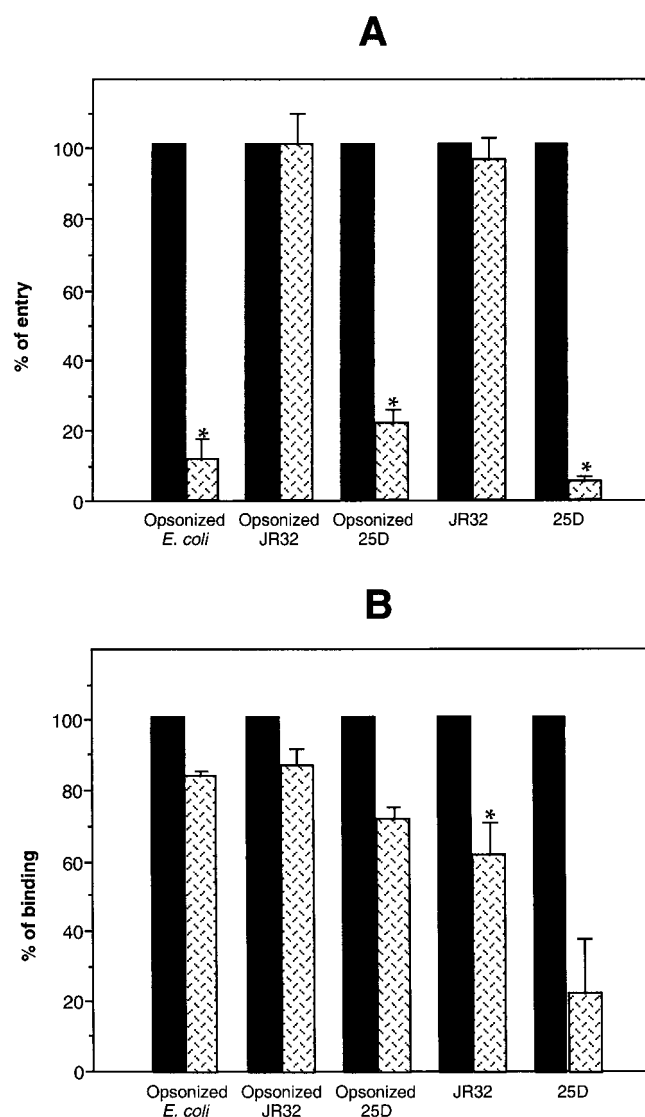 A
% of entry
100
80
60
40
20
0
*
*
*
Opsonized Opsonized Opsonized JR32 25D
E. coli JR32 25D
B
% of binding
100
80
60
40
20
0
*
Opsonized Opsonized Opsonized JR32 25D
E. coli JR32 25D